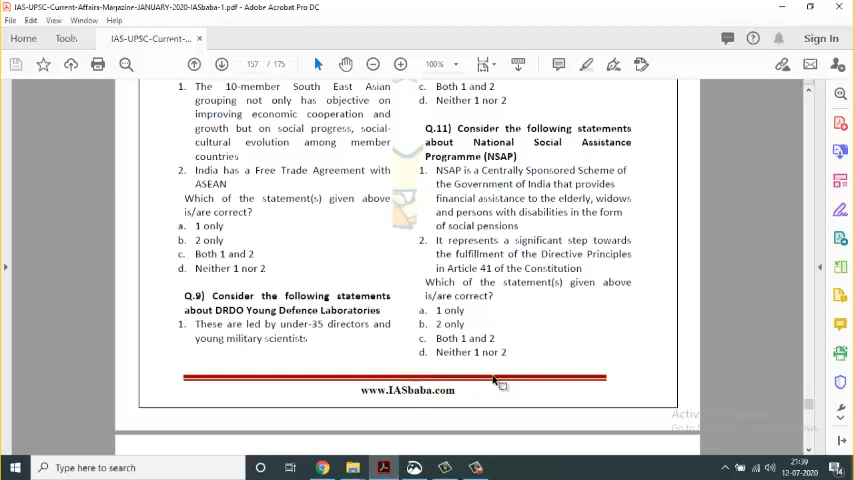 IAS-UPSC-Current-Affairs-Magazine-JANUARY-2020-IASbaba-1.pdf - Adobe Acrobat Pro DC
File Edit View Window Help
Home Tools IAS-UPSC-Current-... Sign In
157 / 175 100%
1. The 10-member South East Asian
grouping not only has objective on
improving economic cooperation and
growth but on social progress, social-
cultural evolution among member
countries
2. India has a Free Trade Agreement with
ASEAN
Which of the statement(s) given above
is/are correct?
a. 1 only
b. 2 only
c. Both 1 and 2
d. Neither 1 nor 2
Q.9) Consider the following statements
about DRDO Young Defence Laboratories
1. These are led by under-35 directors and
young military scientists
c. Both 1 and 2
d. Neither 1 nor 2
Q.11) Consider the following statements
about National Social Assistance
Programme (NSAP)
1. NSAP is a Centrally Sponsored Scheme of
the Government of India that provides
financial assistance to the elderly, widows
and persons with disabilities in the form
of social pensions
2. It represents a significant step towards
the fulfillment of the Directive Principles
in Article 41 of the Constitution
Which of the statement(s) given above
is/are correct?
a. 1 only
b. 2 only
c. Both 1 and 2
d. Neither 1 nor 2
www.IASbaba.com
Type here to search
21:39
12-07-2020